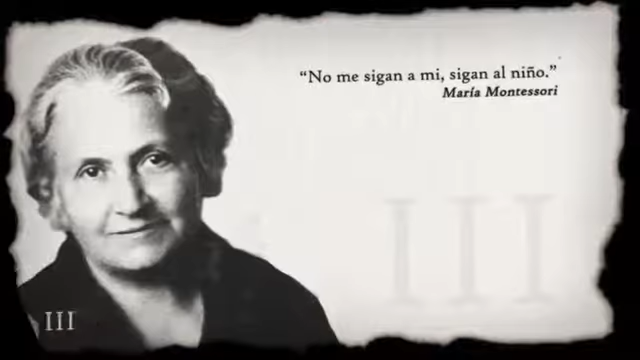 “No me sigan a mi, sigan al niño.”
María Montessori
III
III